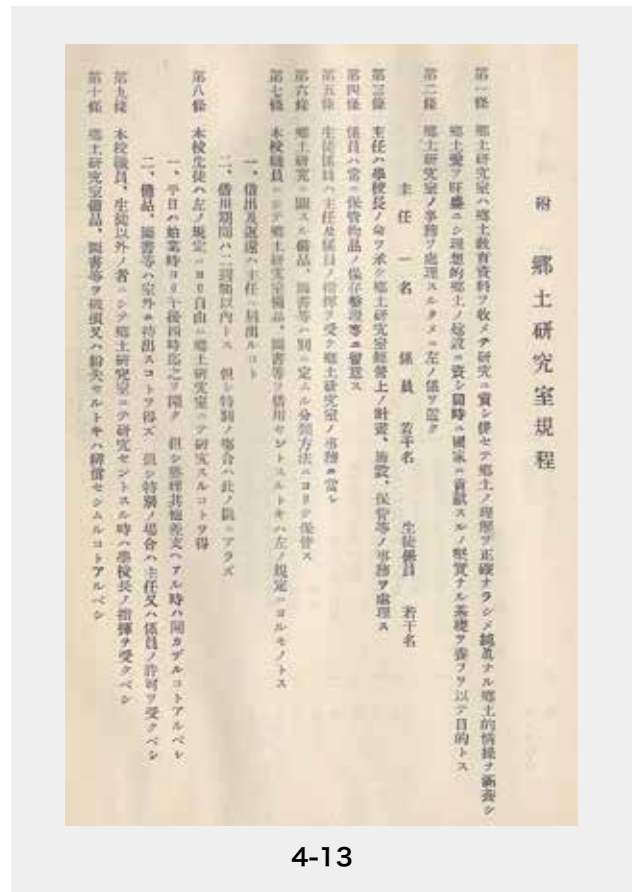 附　郷土研究室規程
第一條　郷土研究室ハ郷土敎育資料ヲ收メテ研究ニ資シ併セテ郷土ノ理解ヲ正確ナラシメ純眞ナル郷土的情操ヲ涵養シ
郷土愛ヲ旺盛ニシ理想的郷土ノ建設ニ資シ同時ニ國家ニ貢献スルノ堅實ナル基礎ヲ養フヲ以テ目的トス
第二條　郷土研究室ノ事務ヲ處理スルタメニ左ノ係ヲ置ク
主任　一名　係員　若干名　生徒係員　若干名
第三條　主任ハ學校長ノ命ヲ承ケ郷土研究室經營上ノ計畫、施設、保管等ノ事務ヲ處理ス
第四條　係員ハ常ニ保管物品ノ保存整理等ニ留意ス
第五條　生徒係員ハ主任及係員ノ指揮ヲ受ケ郷土研究室ノ事務ニ當ル
第六條　郷土研究ニ關スル備品、圖書等ハ別ニ定ムル分類方法ニヨリテ保管ス
第七條　本校職員ニシテ郷土研究室備品、圖書等ヲ借用セントスルトキハ左ノ規定ニヨルモノトス
一、借出及返還ハ主任ニ屆出ルコト
二、借用期間ハ二週間以內トス　但シ特別ノ場合ハ此ノ限ニアラズ
第八條　本校生徒ハ左ノ規定ニヨリ自由ニ郷土研究室ニテ研究スルコトヲ得
一、平日ハ始業時ヨリ午後四時迄之ヲ開ク　但シ整理其他差支ヘアル時ハ開カザルコトアルベシ
二、備品、圖書等ハ室外ニ持出スコトヲ得ズ　但シ特別ノ場合ハ主任又ハ係員ノ許可ヲ受クベシ
第九條　本校職員、生徒以外ノ者ニシテ郷土研究室ニテ研究セントスル時ハ學校長ノ指揮ヲ受クベシ
第十條　郷土研究室備品、圖書等ヲ破損又ハ紛失セルトキハ辨償セシムルコトアルベシ
4-13